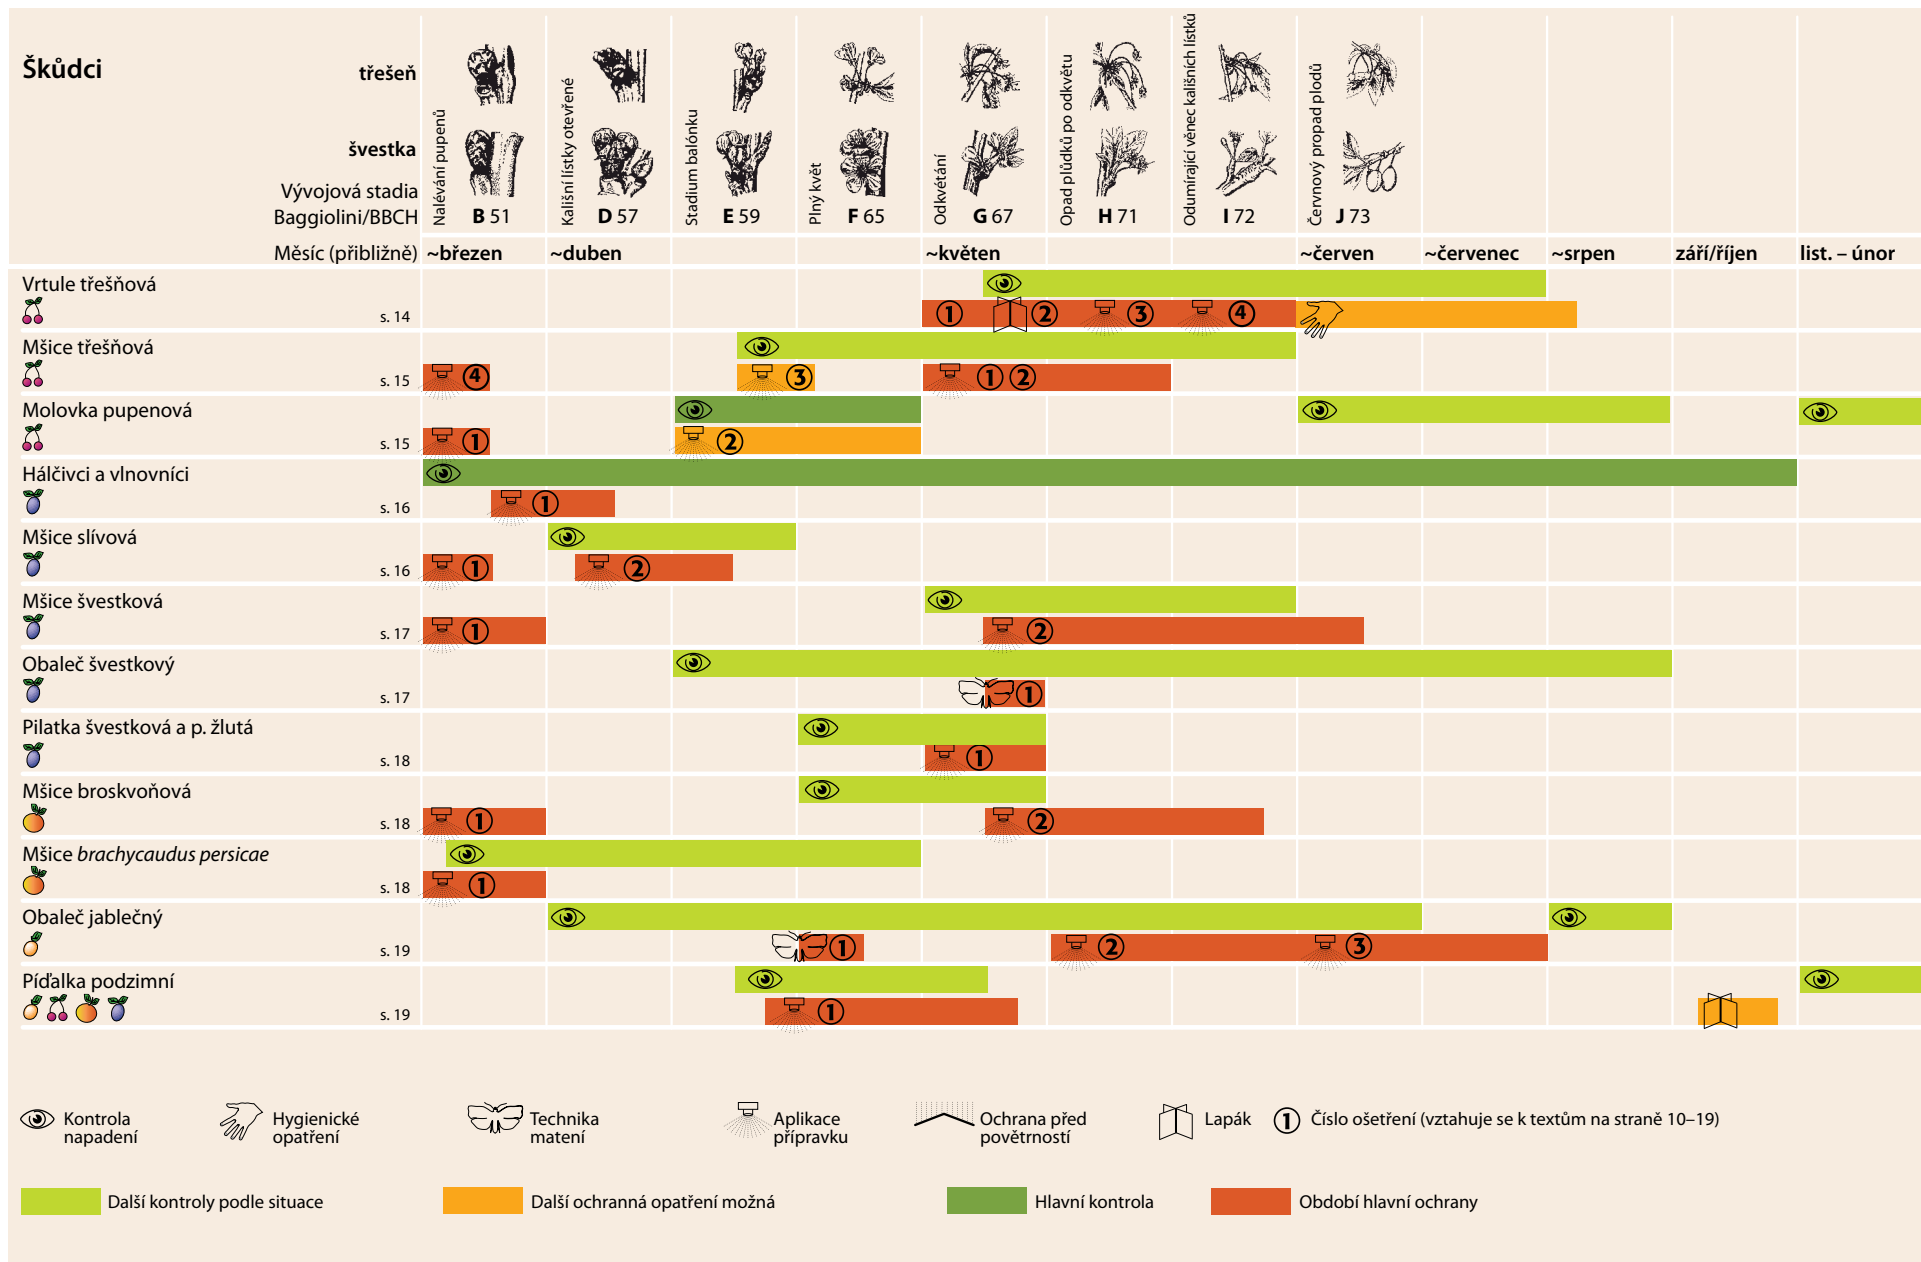 Škůdci
třešeň
švestka
Vývojová stadia
Baggiolini/BBCH
Nalévání pupenů
B 51
Kališní lístky otevřené
D 57
Stadium balónku
E 59
Plný květ
F 65
Odkvétání
G 67
Opad plůdků po odkvětu
H 71
Odumírající věnec kališních lístků
I 72
Červnový propad plodů
J 73
Měsíc (přibližně) ~březen ~duben ~květen ~červen ~červenec ~srpen září/říjen list. – únor
Vrtule třešňová
s. 14 1 2 3 4
Mšice třešňová
s. 15 4 3 1 2
Molovka pupenová
s. 15 1 2
Hálčivci a vlnovníci
s. 16 1
Mšice slívová
s. 16 1 2
Mšice švestková
s. 17 1 2
Obaleč švestkový
s. 17 1
Pilatka švestková a p. žlutá
s. 18 1
Mšice broskvoňová
s. 18 1 2
Mšice brachycaudus persicae
s. 18 1
Obaleč jablečný
s. 19 1 2 3
Píďalka podzimní
s. 19 1
Kontrola
napadení
Hygienické
opatření
Technika
matení
Aplikace
přípravku
Ochrana před
povětrností
Lapák
1 Číslo ošetření (vztahuje se k textům na straně 10–19)
Další kontroly podle situace
Další ochranná opatření možná
Hlavní kontrola
Období hlavní ochrany